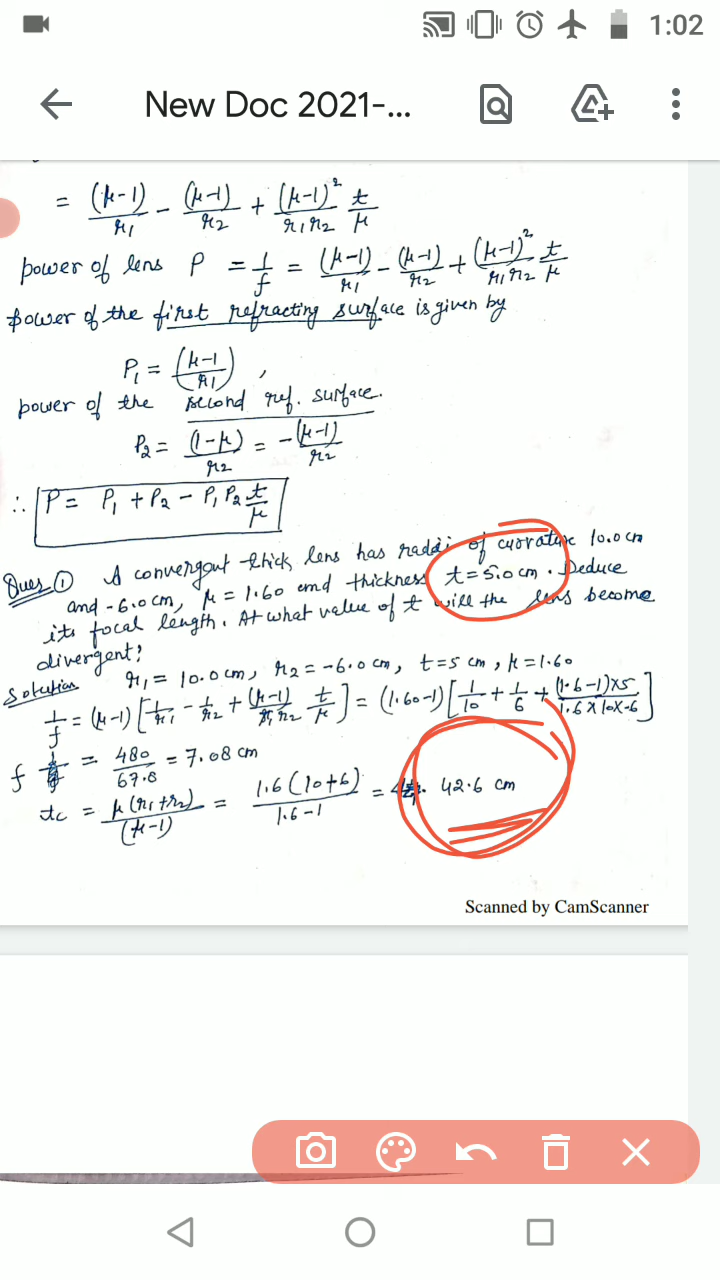 1:02
New Doc 2021-...
= (μ-1)/r1 - (μ-1)/r2 + (μ-1)²/r1r2 t/μ
power of lens P = 1/f = (μ-1)/r1 - (μ-1)/r2 + (μ-1)²/r1r2 t/μ
power of the first refracting surface is given by
P1 = (μ-1/r1) ,
power of the second ref. surface.
P2 = (1-μ)/r2 = -(μ-1)/r2
∴ P = P1 + P2 - P1 P2 t/μ
Ques ① A convergent thick lens has radai of curvature 10.0 cm
and -6.0 cm, μ = 1.60 and thickness t = 5.0 cm. Deduce
its focal length. At what value of t will the lens become
divergent?
Solution r1 = 10.0 cm, r2 = -6.0 cm, t=5 cm, μ=1.60
1/f = (μ-1) [1/r1 - 1/r2 + (μ-1)/r1r2 t/μ] = (1.60-1) [1/10 + 1/6 + (1.6-1)×5/1.6×10×-6]
f = 480/67.8 = 7.08 cm
tc = μ(r1+r2)/(μ-1) = 1.6(10+6)/1.6-1 = 42.6 cm
Scanned by CamScanner